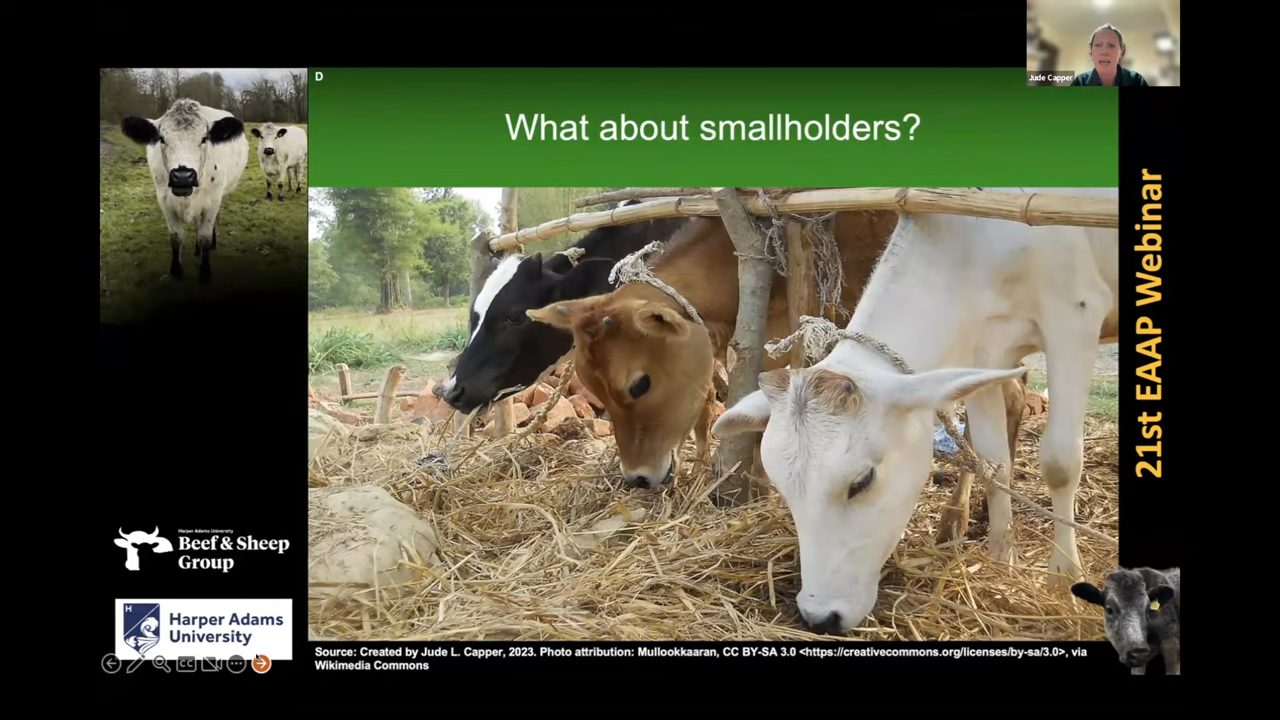 D
What about smallholders?
Jude Capper
21st EAAP Webinar
Harper Adams University
Beef & Sheep
Group
H
Harper Adams
University
CC
Source: Created by Jude L. Capper, 2023. Photo attribution: Mullookkaaran, CC BY-SA 3.0 <https://creativecommons.org/licenses/by-sa/3.0>, via
Wikimedia Commons